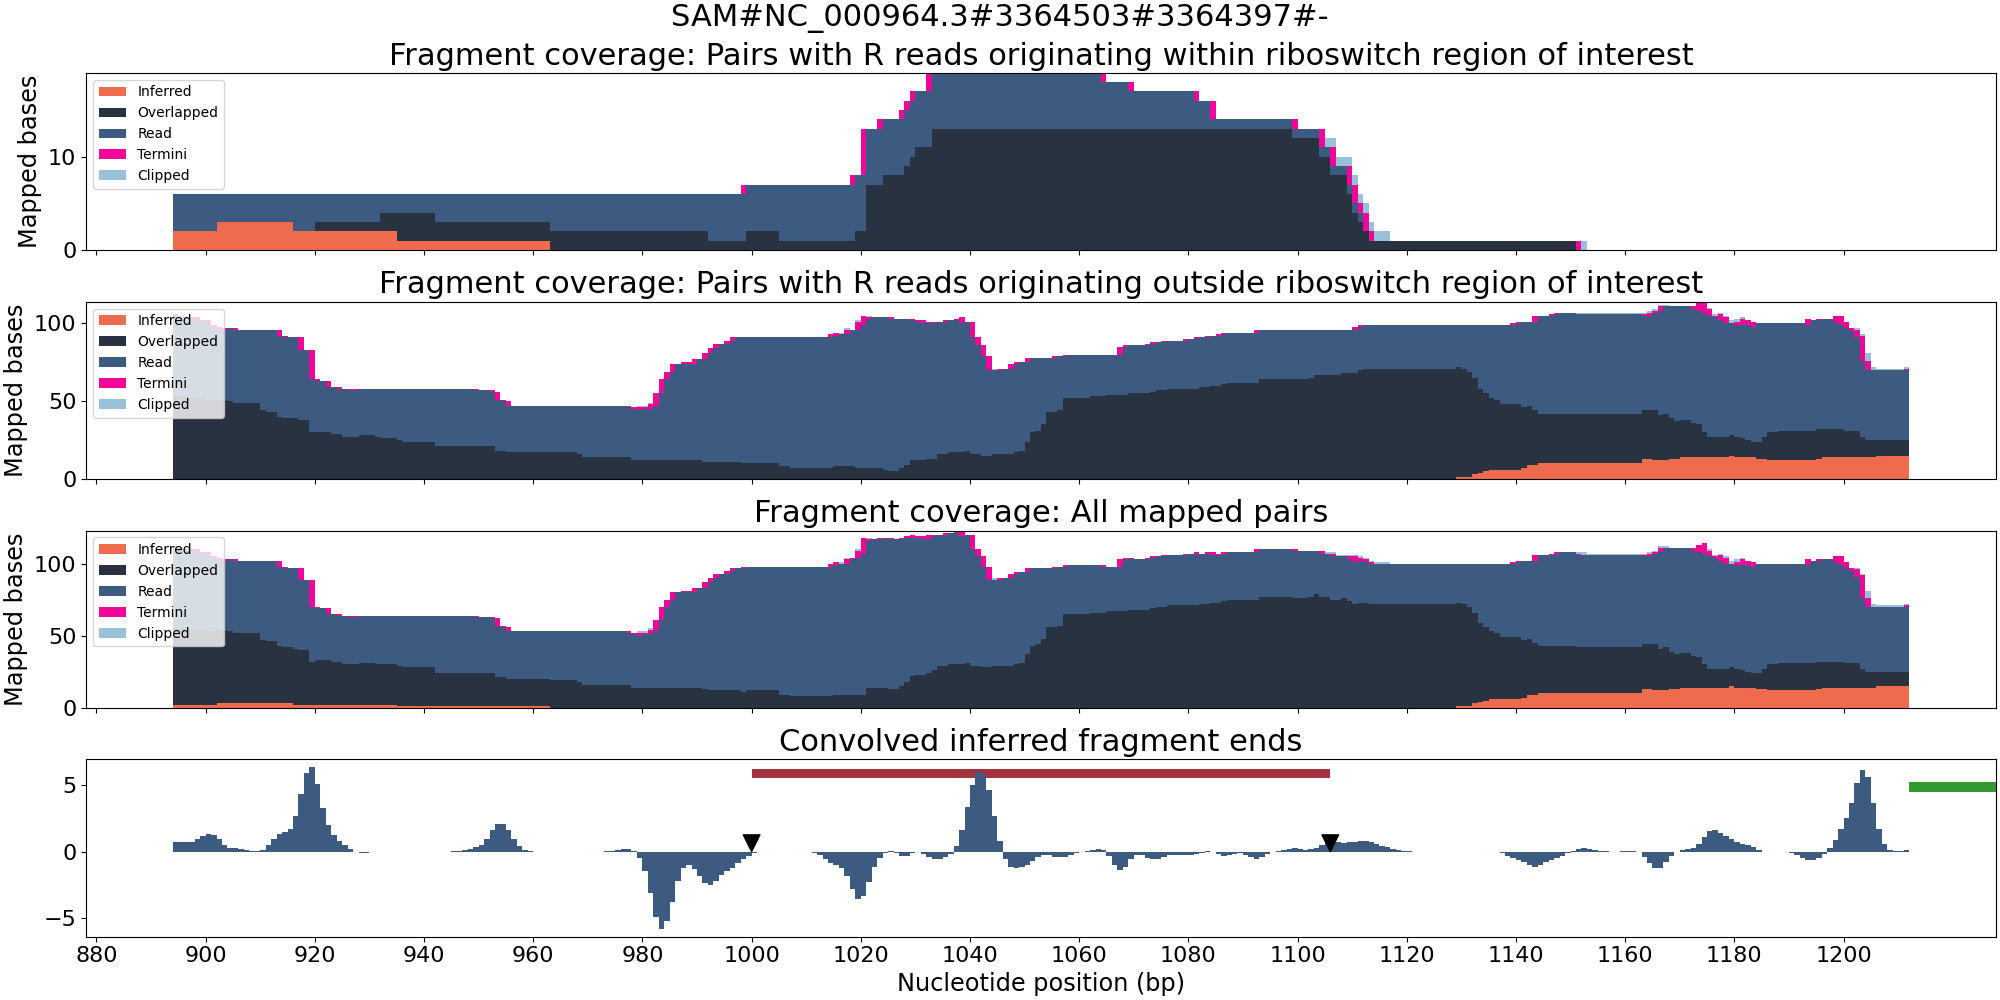 SAM#NC_000964.3#3364503#3364397#-
Fragment coverage: Pairs with R reads originating within riboswitch region of interest
Mapped bases
10
0
Inferred
Overlapped
Read
Termini
Clipped
Fragment coverage: Pairs with R reads originating outside riboswitch region of interest
Mapped bases
100
50
0
Inferred
Overlapped
Read
Termini
Clipped
Fragment coverage: All mapped pairs
Mapped bases
100
50
0
Inferred
Overlapped
Read
Termini
Clipped
Convolved inferred fragment ends
5
0
−5
880 900 920 940 960 980 1000 1020 1040 1060 1080 1100 1120 1140 1160 1180 1200
Nucleotide position (bp)